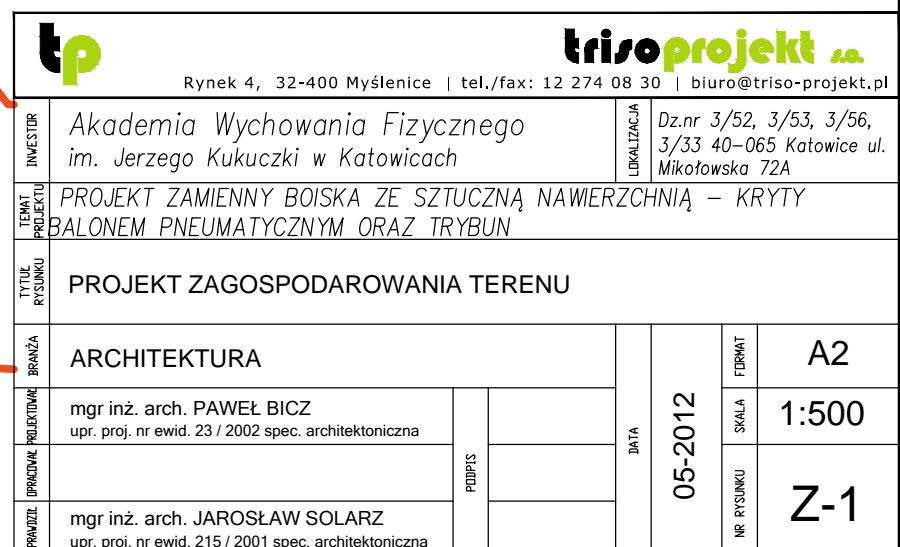 tp
trisoprojekt s.a.
Rynek 4, 32-400 Myślenice | tel./fax: 12 274 08 30 | biuro@triso-projekt.pl
INWESTOR
Akademia Wychowania Fizycznego
im. Jerzego Kukuczki w Katowicach
LOKALIZACJA
Dz.nr 3/52, 3/53, 3/56,
3/33 40-065 Katowice ul.
Mikołowska 72A
TEMAT
PROJEKTU
PROJEKT ZAMIENNY BOISKA ZE SZTUCZNĄ NAWIERZCHNIĄ – KRYTY
BALONEM PNEUMATYCZNYM ORAZ TRYBUN
TYTUŁ
RYSUNKU
PROJEKT ZAGOSPODAROWANIA TERENU
BRANŻA
ARCHITEKTURA
DATA
05-2012
FORMAT
A2
PROJEKTOWAŁ
mgr inż. arch. PAWEŁ BICZ
upr. proj. nr ewid. 23 / 2002 spec. architektoniczna
PODPIS
SKALA
1:500
OPRACOWAŁ
NR RYSUNKU
Z-1
PRAWDZIŁ
mgr inż. arch. JAROSŁAW SOLARZ
upr. proj. nr ewid. 215 / 2001 spec. architektoniczna